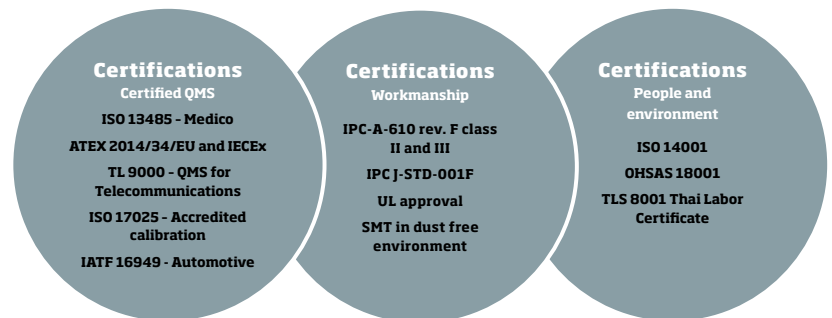 Certifications
Certified QMS
ISO 13485 - Medico
ATEX 2014/34/EU and IECEx
TL 9000 - QMS for
Telecommunications
ISO 17025 - Accredited
calibration
IATF 16949 - Automotive
Certifications
Workmanship
IPC-A-610 rev. F class
II and III
IPC J-STD-001F
UL approval
SMT in dust free
environment
Certifications
People and
environment
ISO 14001
OHSAS 18001
TLS 8001 Thai Labor
Certificate